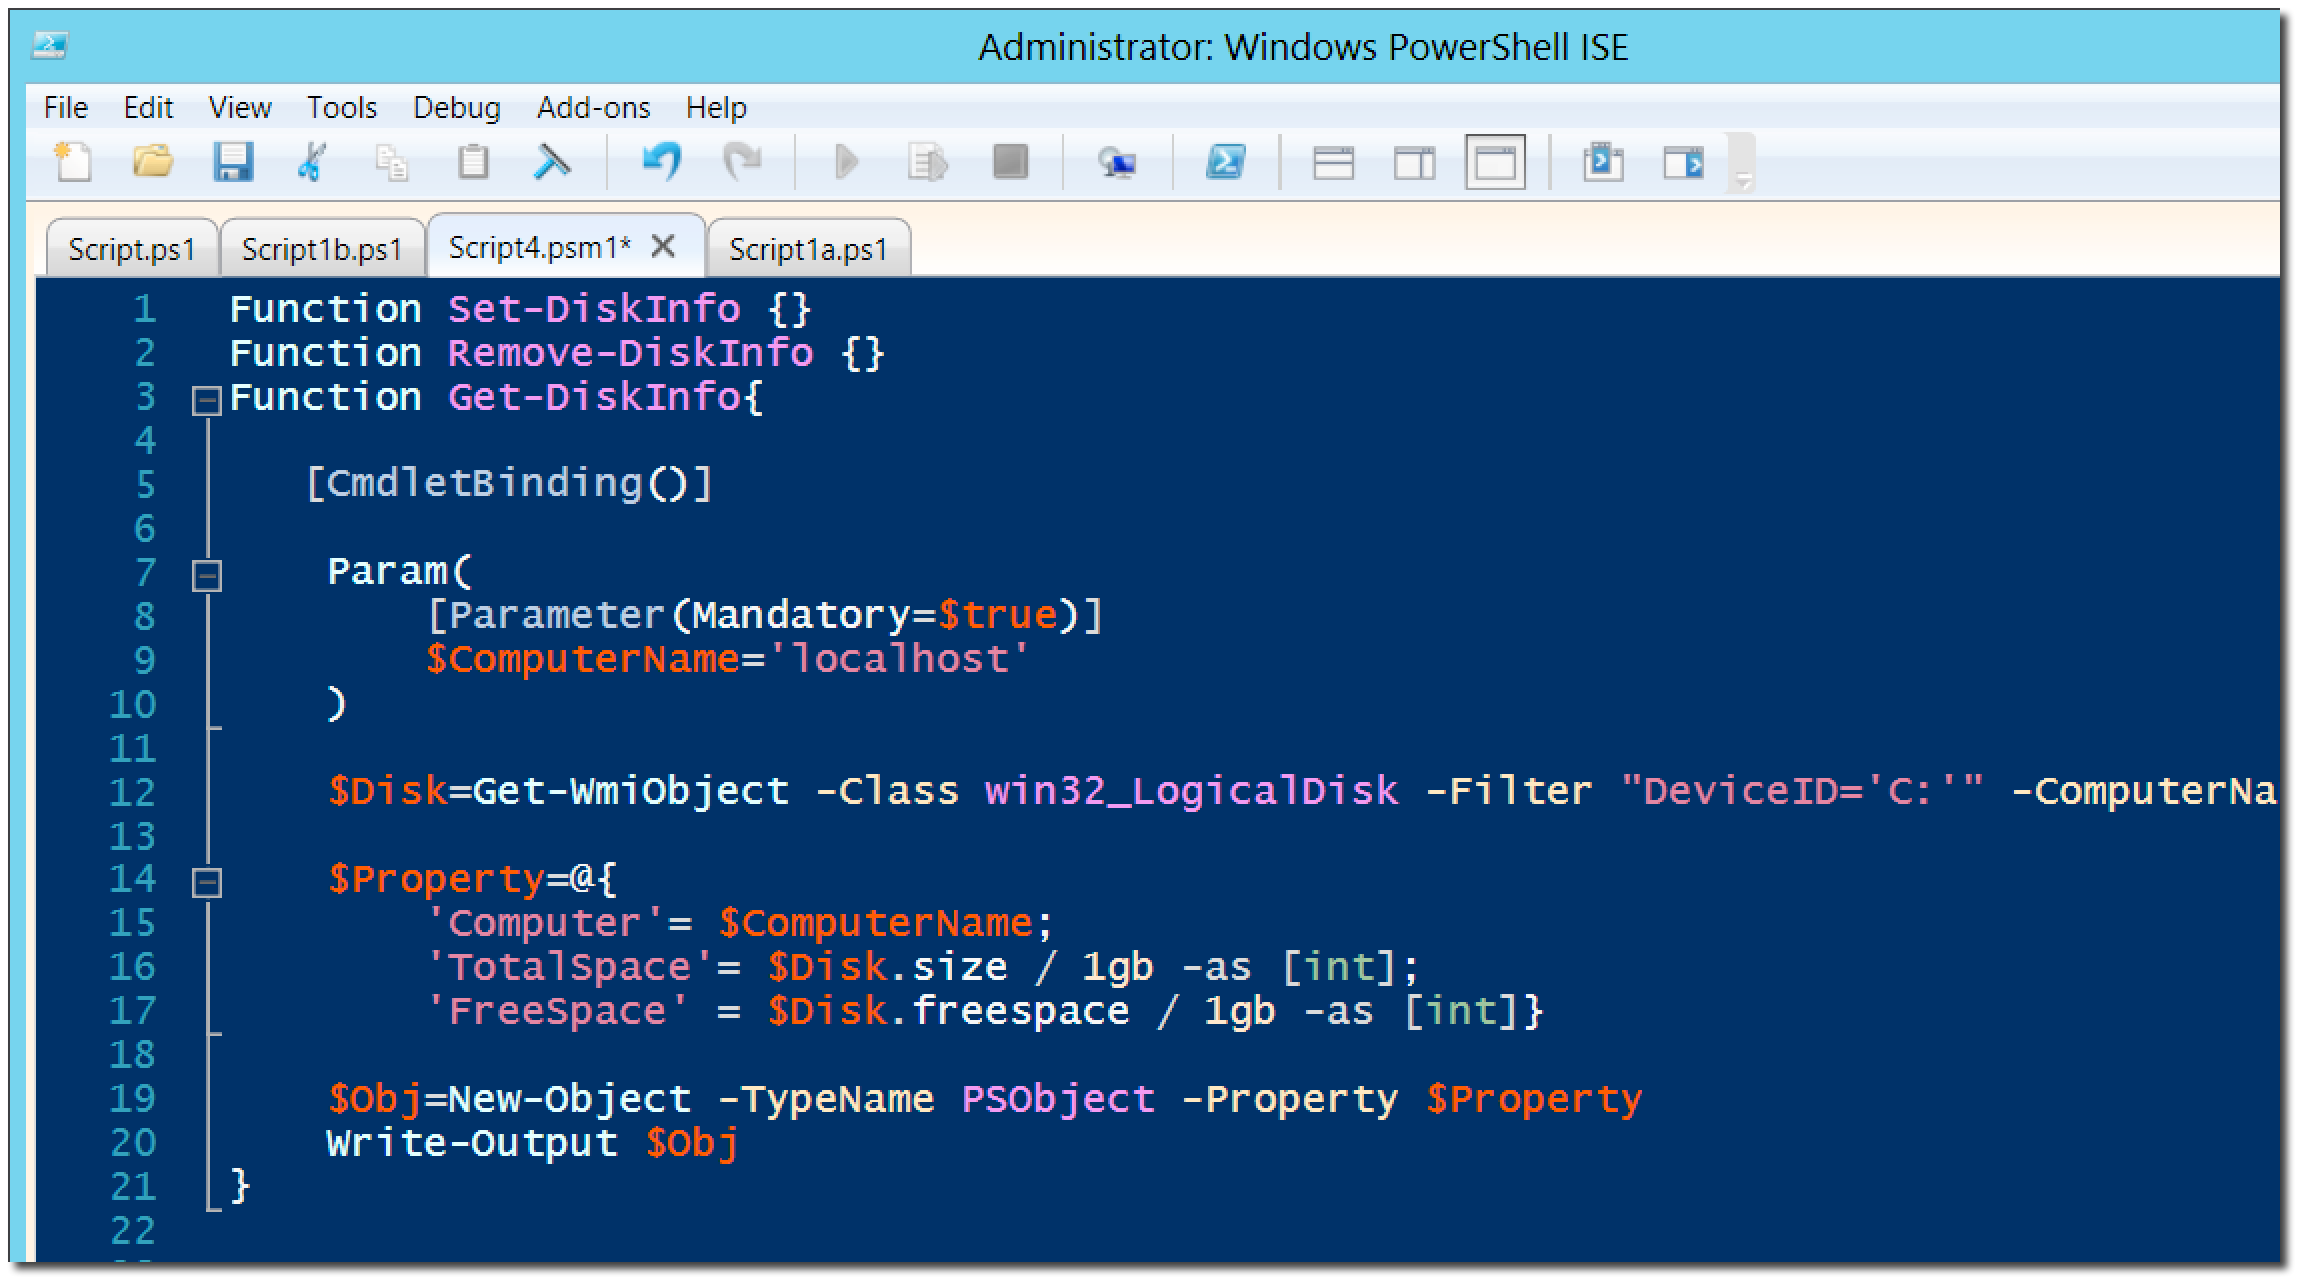 Administrator: Windows PowerShell ISE
File Edit View Tools Debug Add-ons Help
Script.ps1 Script1b.ps1 Script4.psm1* Script1a.ps1
1 Function Set-DiskInfo {}
2 Function Remove-DiskInfo {}
3 Function Get-DiskInfo{
4
5 [CmdletBinding()]
6
7 Param(
8 [Parameter(Mandatory=$true)]
9 $ComputerName='localhost'
10 )
11
12 $Disk=Get-WmiObject -Class win32_LogicalDisk -Filter "DeviceID='C:'" -ComputerNa
13
14 $Property=@{
15 'Computer'= $ComputerName;
16 'TotalSpace'= $Disk.size / 1gb -as [int];
17 'FreeSpace' = $Disk.freespace / 1gb -as [int]}
18
19 $Obj=New-Object -TypeName PSObject -Property $Property
20 Write-Output $Obj
21 }
22